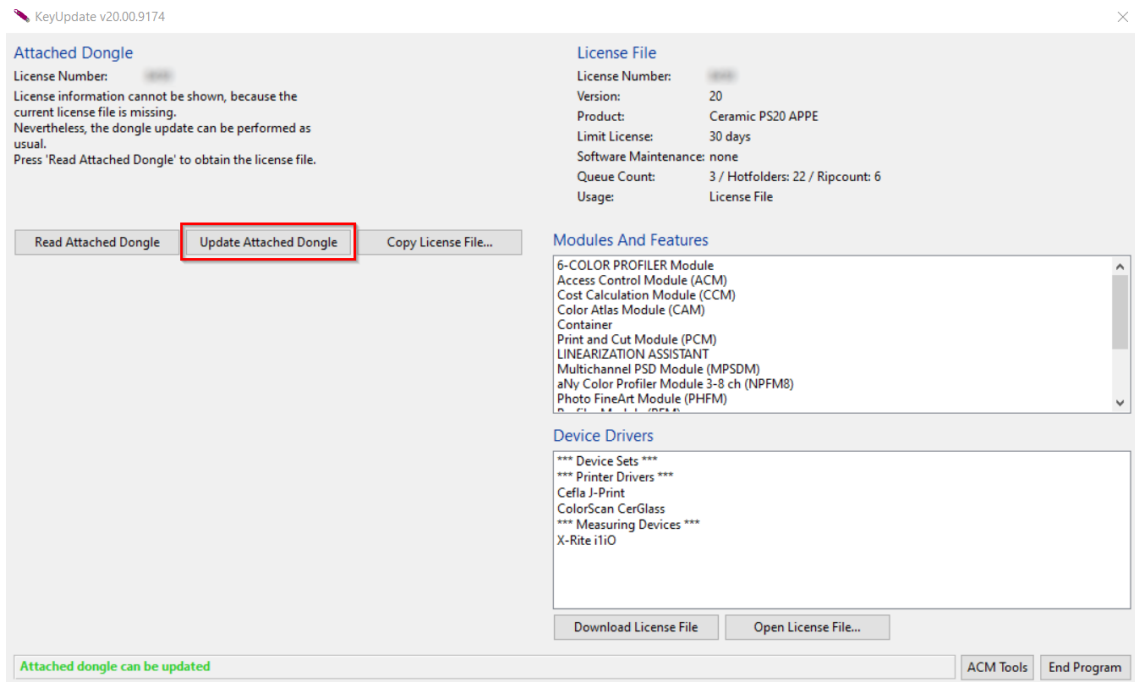 KeyUpdate v20.00.9174
Attached Dongle
License Number:
License information cannot be shown, because the
current license file is missing.
Nevertheless, the dongle update can be performed as
usual.
Press 'Read Attached Dongle' to obtain the license file.
Read Attached Dongle
Update Attached Dongle
Copy License File...
License File
License Number:
Version: 20
Product: Ceramic PS20 APPE
Limit License: 30 days
Software Maintenance: none
Queue Count: 3 / Hotfolders: 22 / Ripcount: 6
Usage: License File
Modules And Features
6-COLOR PROFILER Module
Access Control Module (ACM)
Cost Calculation Module (CCM)
Color Atlas Module (CAM)
Container
Print and Cut Module (PCM)
LINEARIZATION ASSISTANT
Multichannel PSD Module (MPSDM)
aNy Color Profiler Module 3-8 ch (NPFM8)
Photo FineArt Module (PHFM)
Device Drivers
*** Device Sets ***
*** Printer Drivers ***
Cefla J-Print
ColorScan CerGlass
*** Measuring Devices ***
X-Rite i1iO
Download License File
Open License File...
Attached dongle can be updated
ACM Tools
End Program